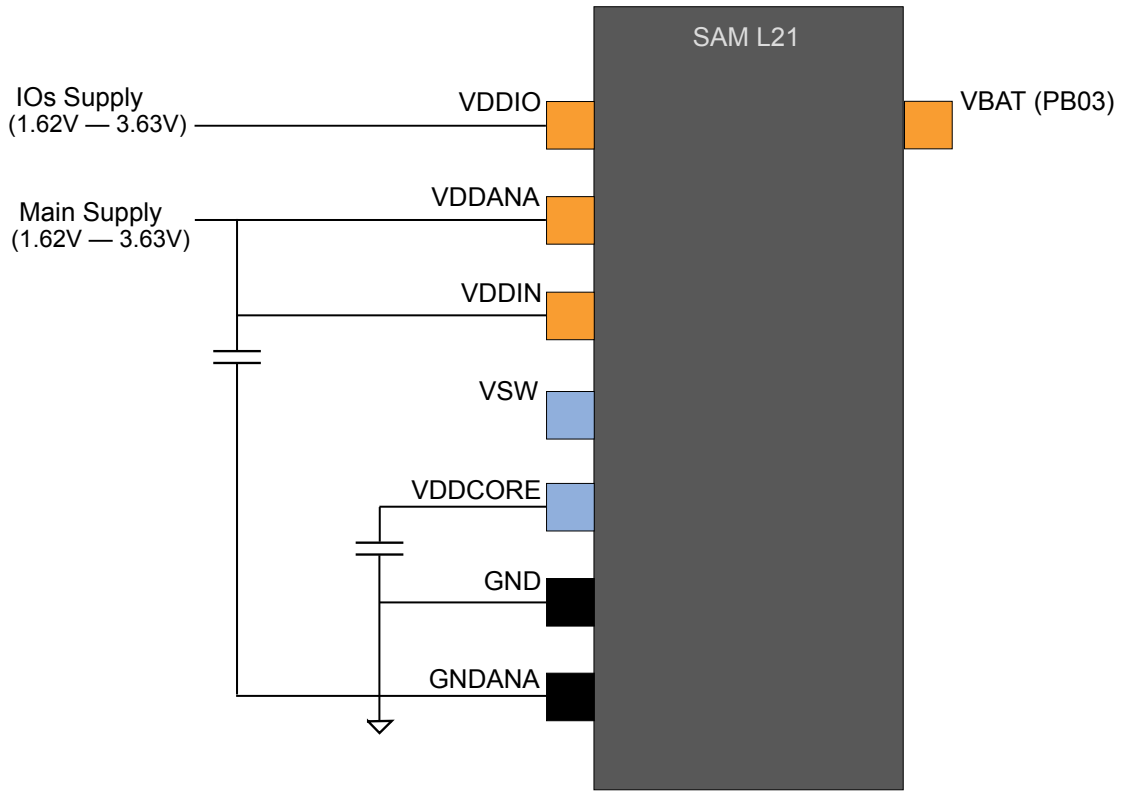 SAM L21
IOs Supply
(1.62V — 3.63V)
VDDIO
VBAT (PB03)
Main Supply
(1.62V — 3.63V)
VDDANA
VDDIN
VSW
VDDCORE
GND
GNDANA